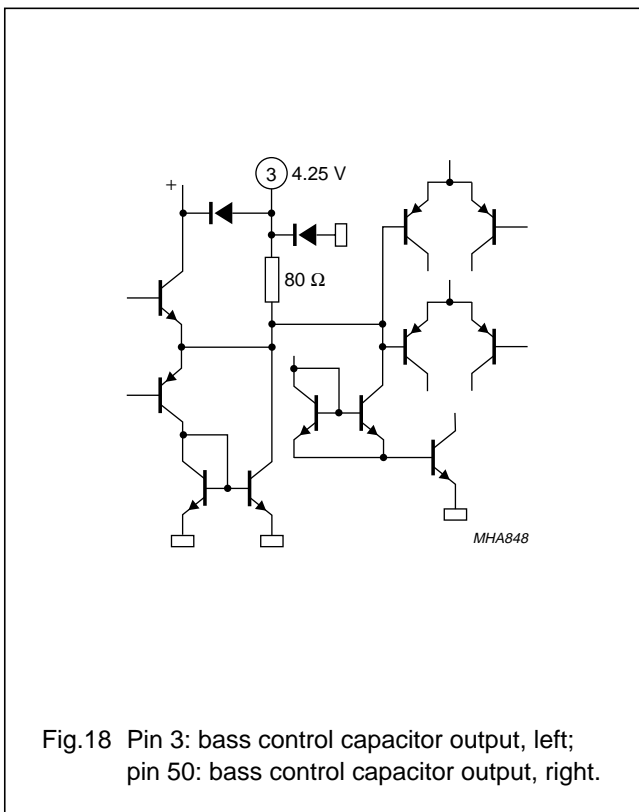 3 4.25 V
+
80 Ω
MHA848
Fig.18 Pin 3: bass control capacitor output, left;
pin 50: bass control capacitor output, right.